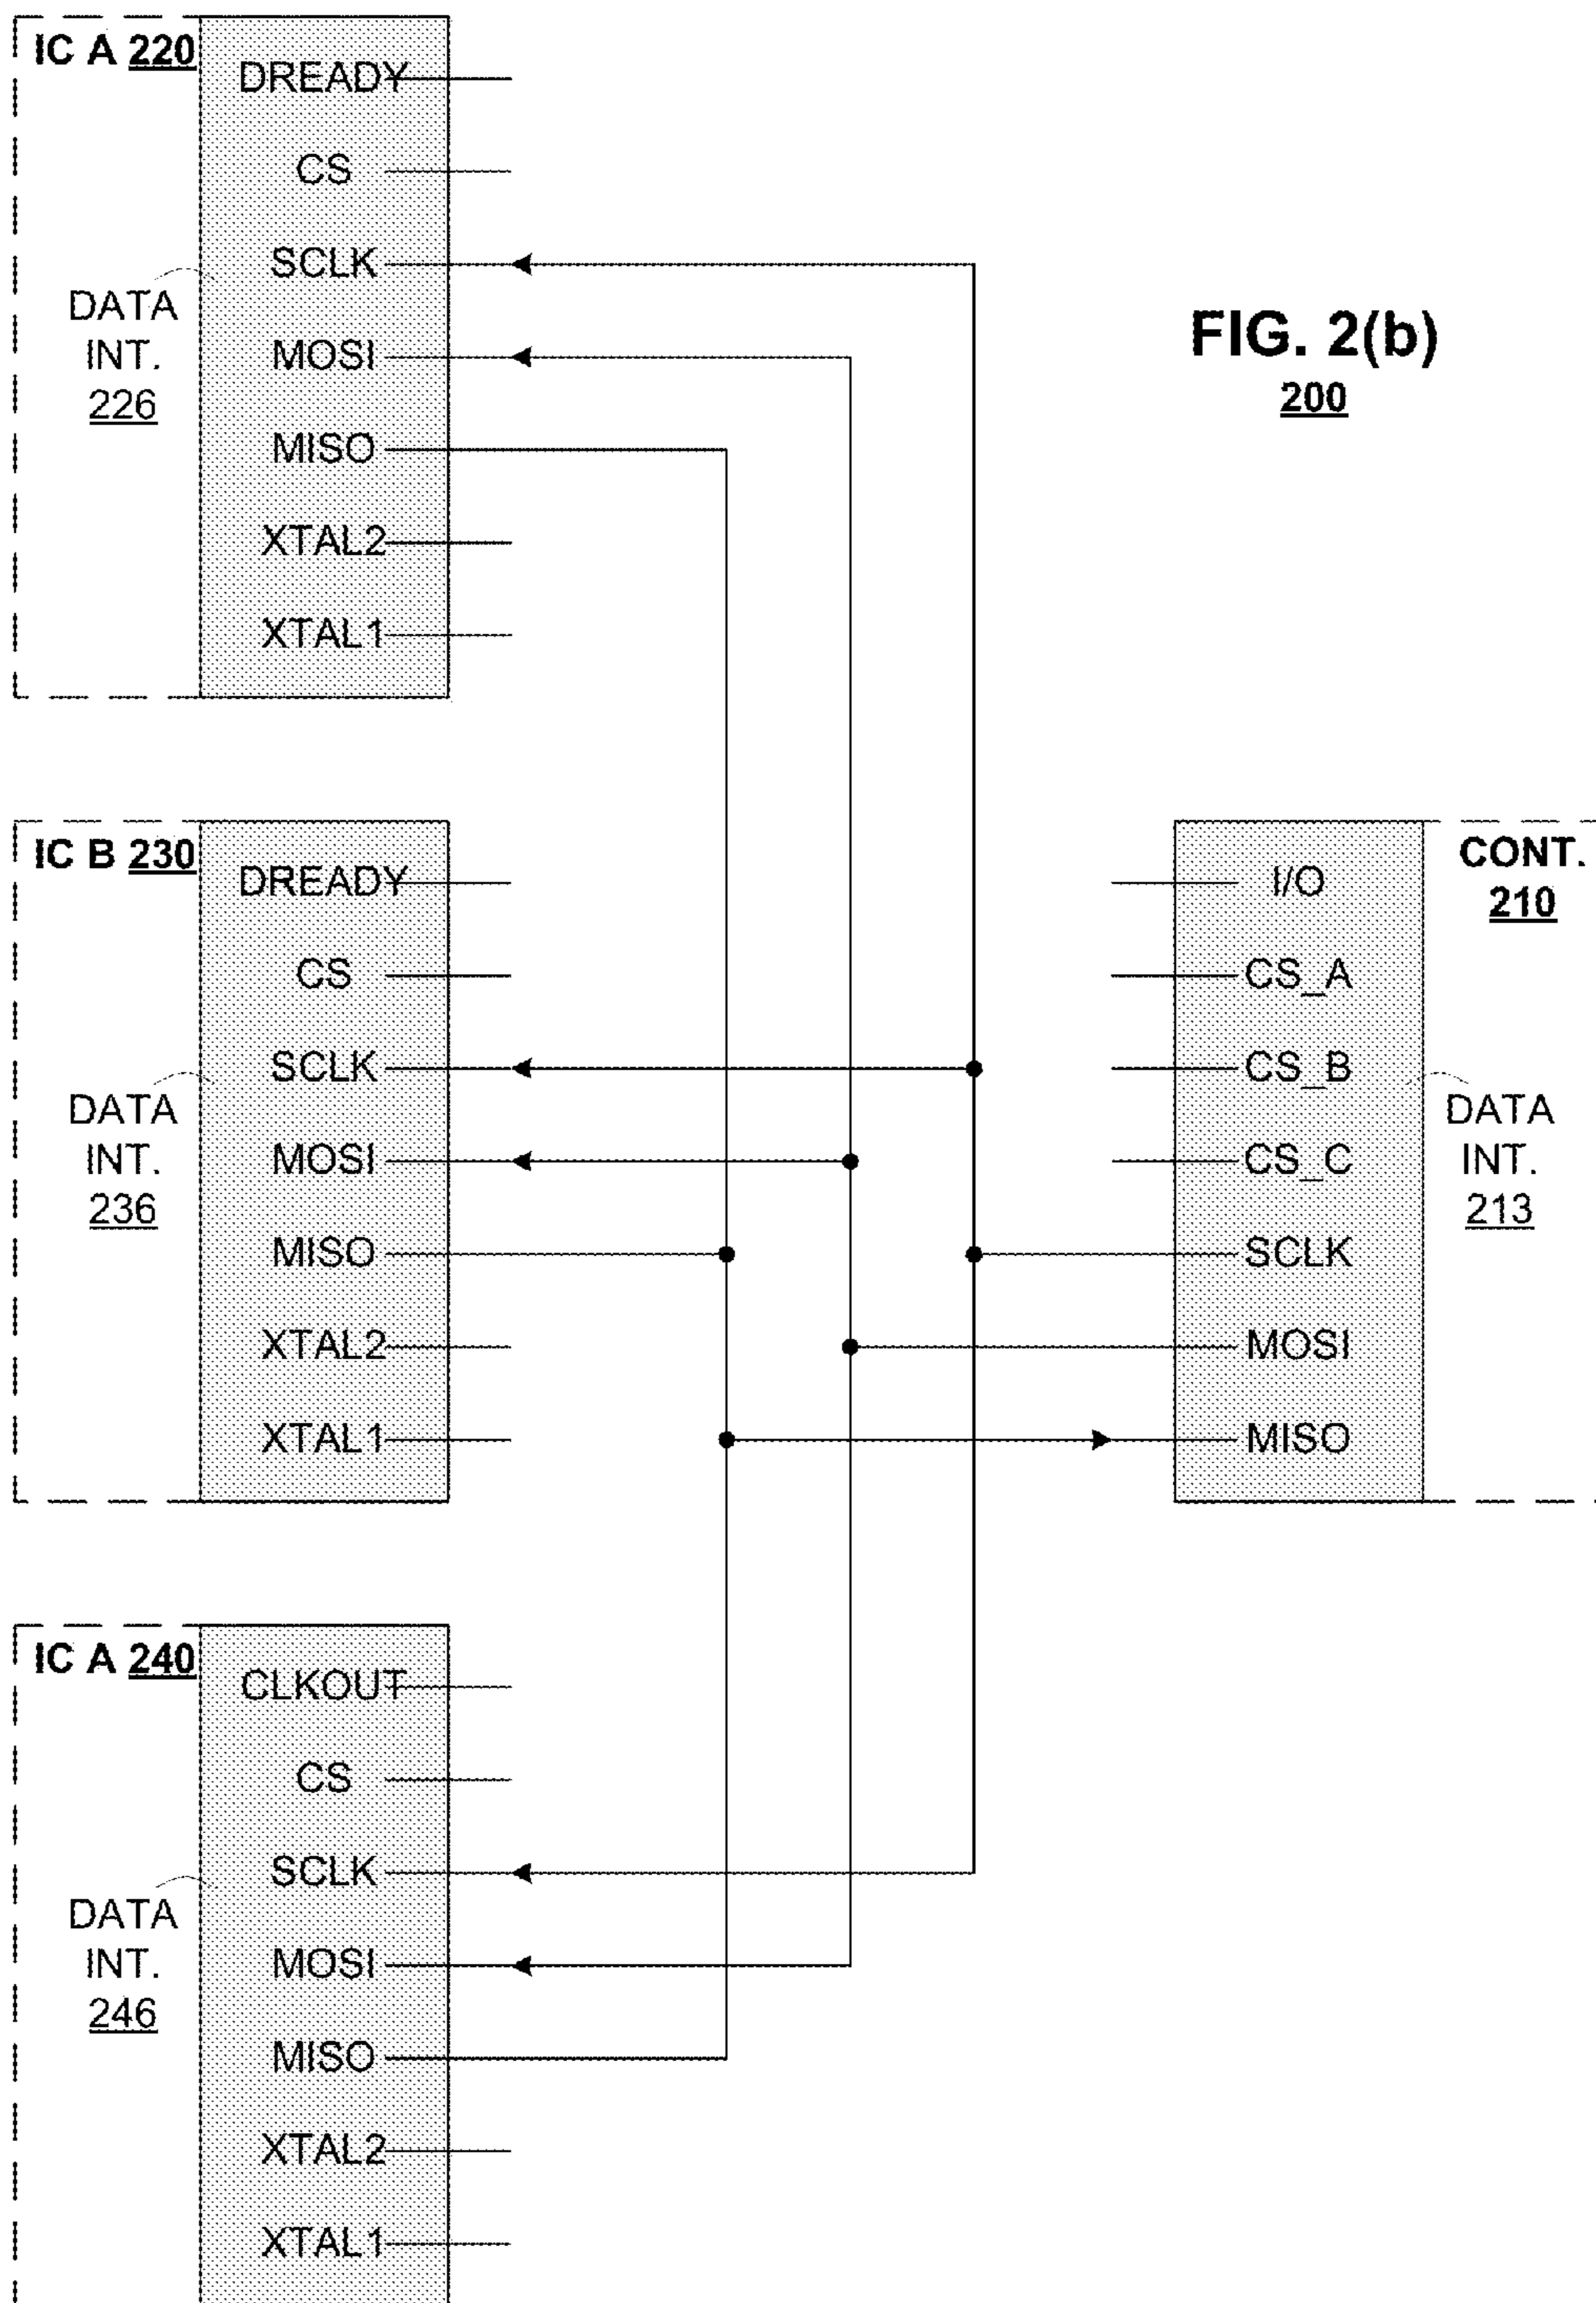 IC A 220
DREADY
CS
SCLK
MOSI
MISO
XTAL2
XTAL1
DATA
INT.
226
FIG. 2(b)
200
IC B 230
DREADY
CS
SCLK
MOSI
MISO
XTAL2
XTAL1
DATA
INT.
236
CONT.
210
I/O
CS_A
CS_B
CS_C
SCLK
MOSI
MISO
DATA
INT.
213
IC A 240
CLKOUT
CS
SCLK
MOSI
MISO
XTAL2
XTAL1
DATA
INT.
246